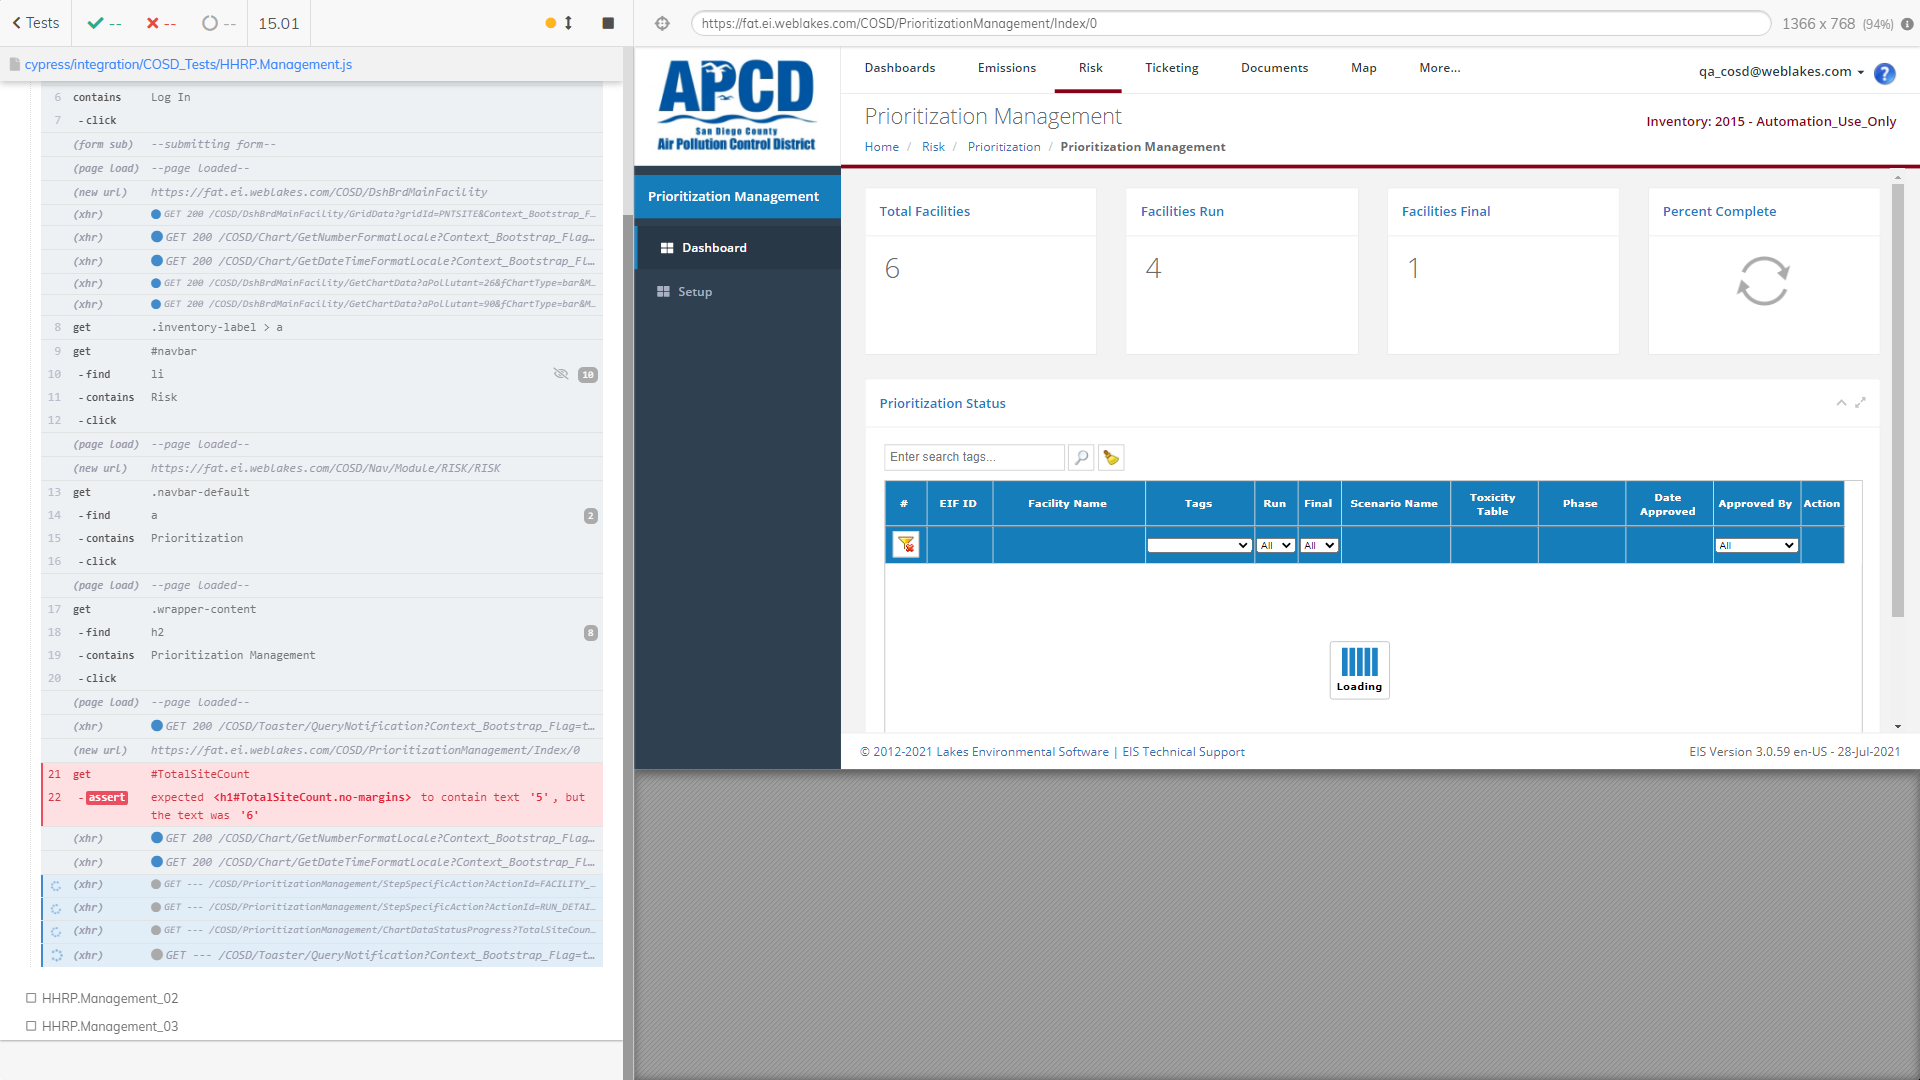 Tests
--
--
--
15.01
cypress/integration/COSD_Tests/HHRP.Management.js
6 contains Log In
7 -click
(form sub) --submitting form--
(page load) --page loaded--
(new url) https://fat.ei.weblakes.com/COSD/DshBrdMainFacility
(xhr) GET 200 /COSD/DshBrdMainFacility/GridData?gridId=PNTSITE&Context_Bootstrap_F...
(xhr) GET 200 /COSD/Chart/GetNumberFormatLocale?Context_Bootstrap_Flag...
(xhr) GET 200 /COSD/Chart/GetDateTimeFormatLocale?Context_Bootstrap_Fl...
(xhr) GET 200 /COSD/DshBrdMainFacility/GetChartData?aPollutant=26&fChartType=bar&M...
(xhr) GET 200 /COSD/DshBrdMainFacility/GetChartData?aPollutant=90&fChartType=bar&M...
8 get .inventory-label > a
9 get #navbar
10 -find li 10
11 -contains Risk
12 -click
(page load) --page loaded--
(new url) https://fat.ei.weblakes.com/COSD/Nav/Module/RISK/RISK
13 get .navbar-default
14 -find a 2
15 -contains Prioritization
16 -click
(page load) --page loaded--
17 get .wrapper-content
18 -find h2 8
19 -contains Prioritization Management
20 -click
(page load) --page loaded--
(xhr) GET 200 /COSD/Toaster/QueryNotification?Context_Bootstrap_Flag=t...
(new url) https://fat.ei.weblakes.com/COSD/PrioritizationManagement/Index/0
21 get #TotalSiteCount
22 -assert expected <h1#TotalSiteCount.no-margins> to contain text '5', but
the text was '6'
(xhr) GET 200 /COSD/Chart/GetNumberFormatLocale?Context_Bootstrap_Flag...
(xhr) GET 200 /COSD/Chart/GetDateTimeFormatLocale?Context_Bootstrap_Fl...
(xhr) GET --- /COSD/PrioritizationManagement/StepSpecificAction?ActionId=FACILITY_...
(xhr) GET --- /COSD/PrioritizationManagement/StepSpecificAction?ActionId=RUN_DETAI...
(xhr) GET --- /COSD/PrioritizationManagement/ChartDataStatusProgress?TotalSiteCoun...
(xhr) GET --- /COSD/Toaster/QueryNotification?Context_Bootstrap_Flag=t...
HHRP.Management_02
HHRP.Management_03
https://fat.ei.weblakes.com/COSD/PrioritizationManagement/Index/0
1366 x 768 (94%)
APCD
San Diego County
Air Pollution Control District
Dashboards Emissions Risk Ticketing Documents Map More...
qa_cosd@weblakes.com ?
Prioritization Management
Inventory: 2015 - Automation_Use_Only
Home / Risk / Prioritization / Prioritization Management
Prioritization Management
Dashboard
Setup
Total Facilities
6
Facilities Run
4
Facilities Final
1
Percent Complete
Prioritization Status
Enter search tags...
# EIF ID Facility Name Tags Run Final Scenario Name Toxicity Table Phase Date Approved Approved By Action
All All All
Loading
© 2012-2021 Lakes Environmental Software | EIS Technical Support
EIS Version 3.0.59 en-US - 28-Jul-2021